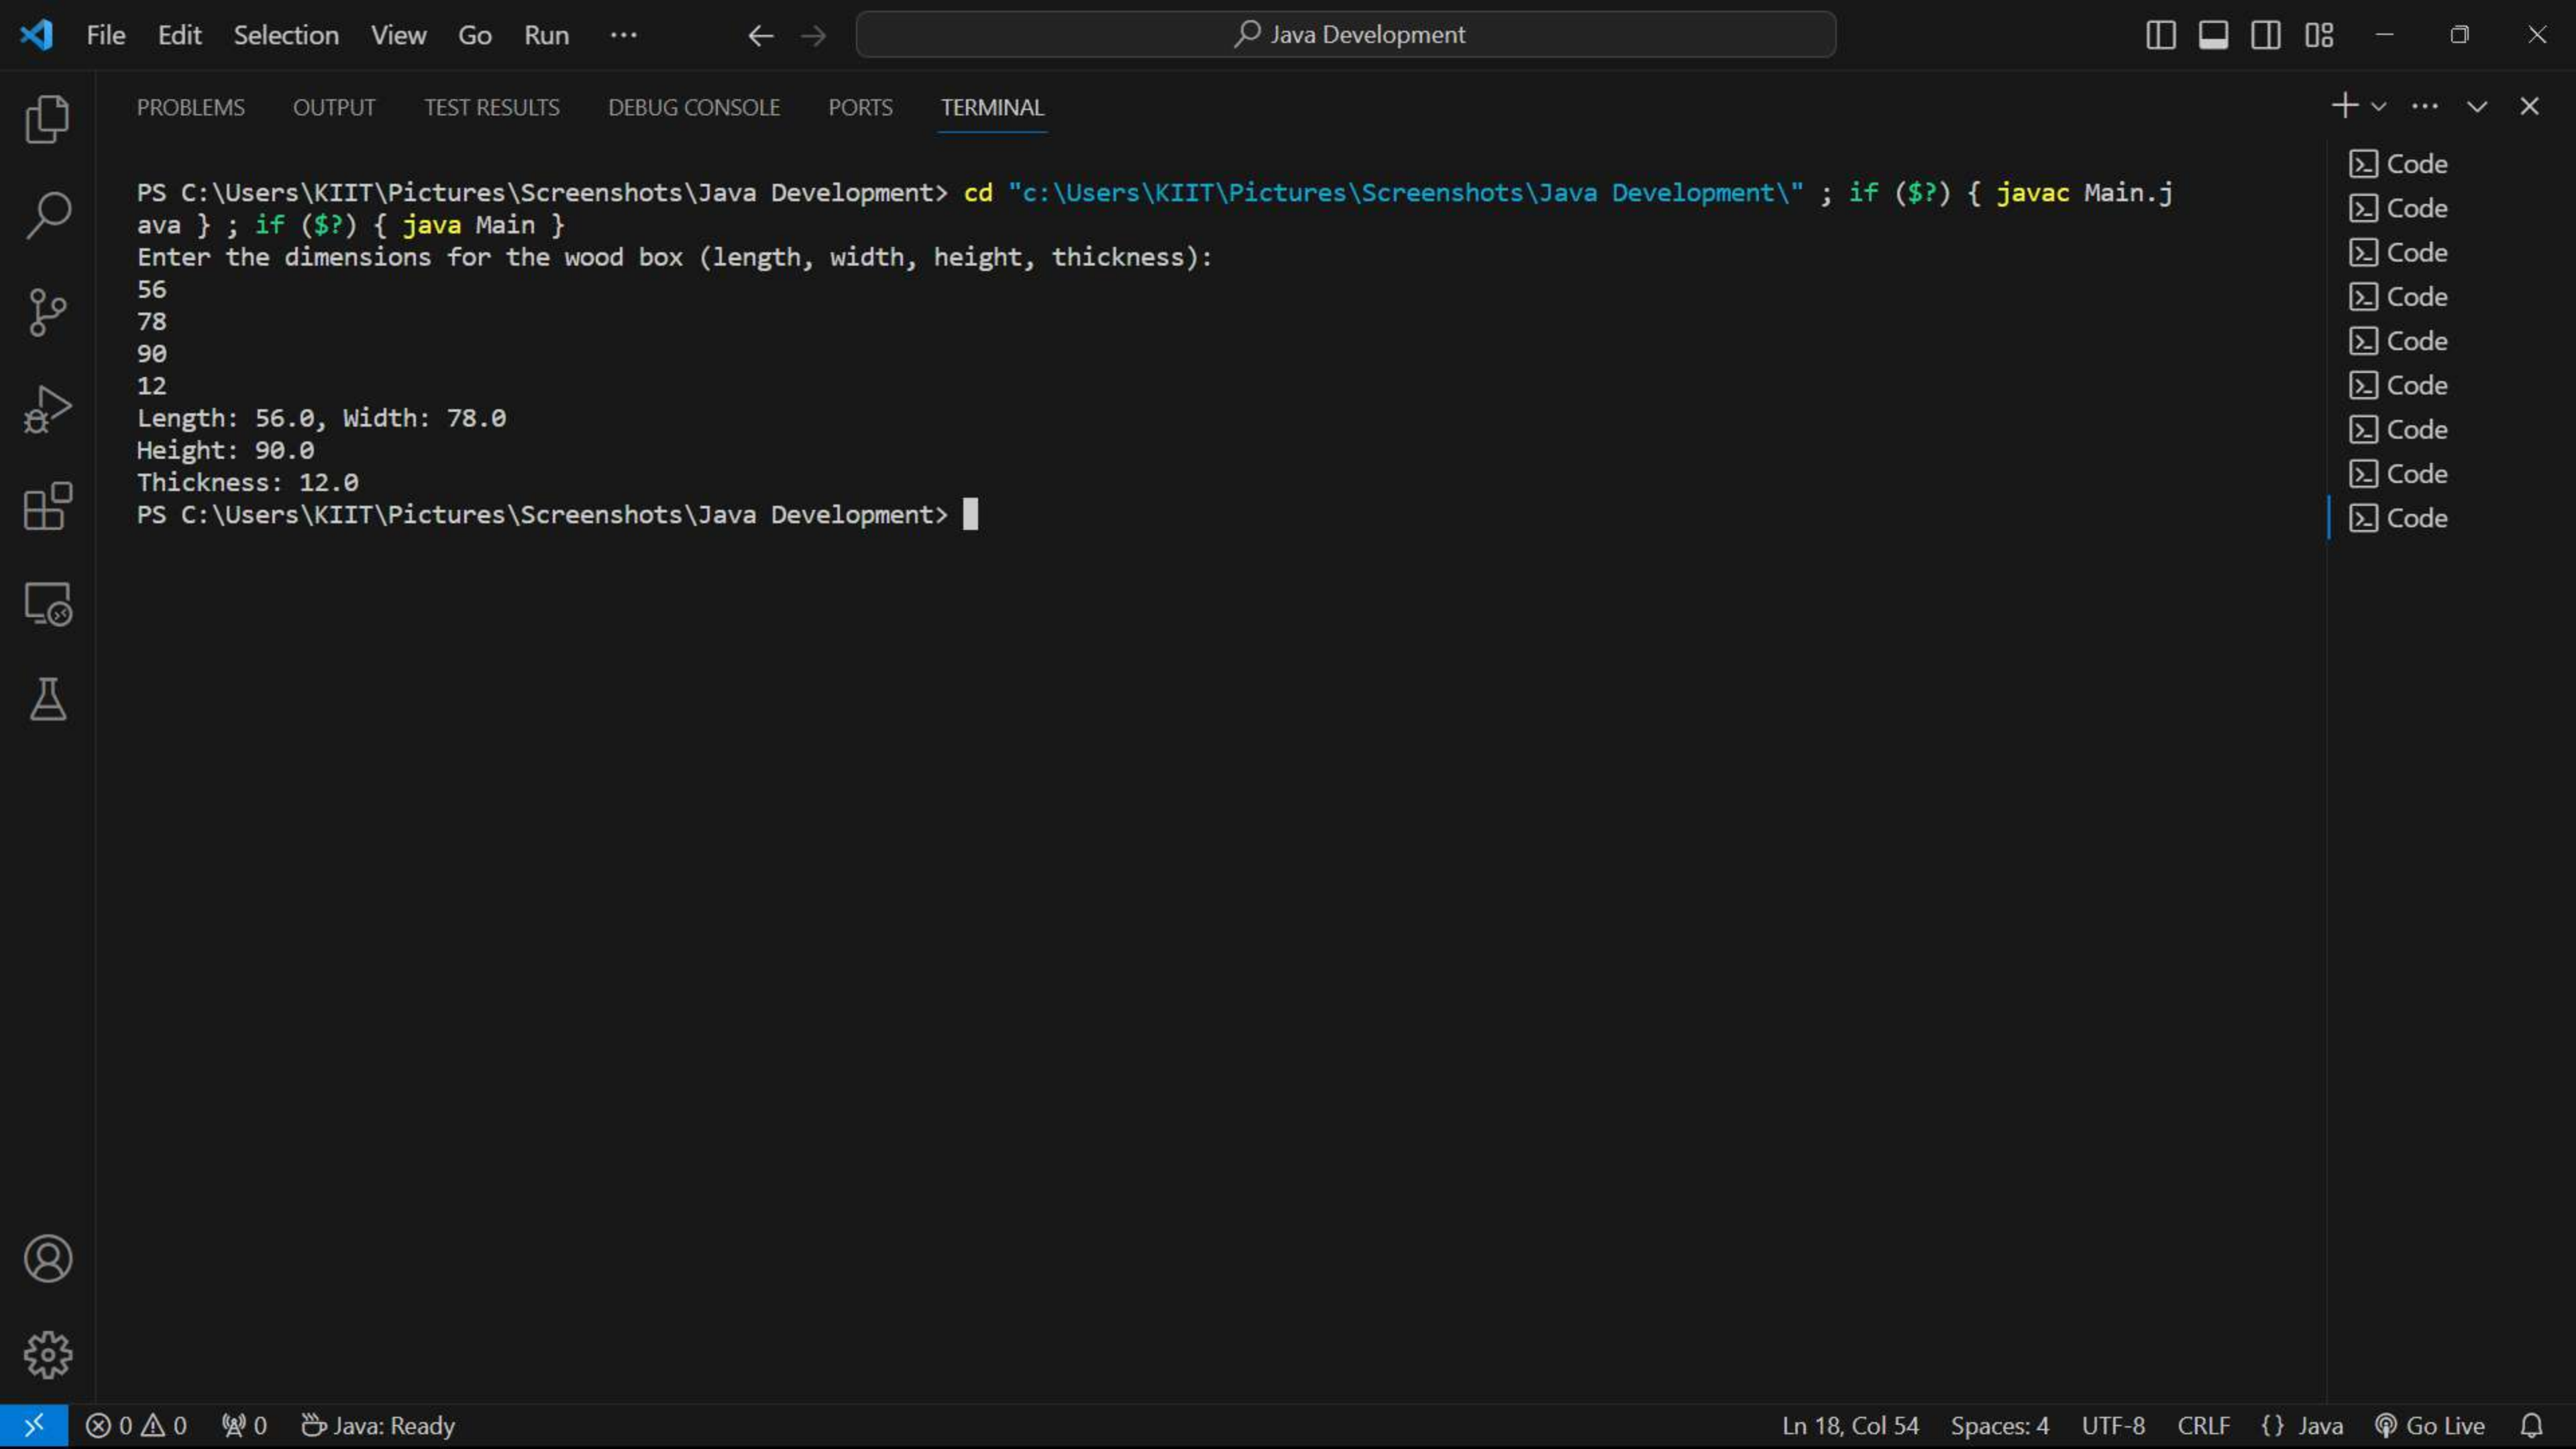 File Edit Selection View Go Run ... Java Development
PROBLEMS OUTPUT TEST RESULTS DEBUG CONSOLE PORTS TERMINAL
PS C:\Users\KIIT\Pictures\Screenshots\Java Development> cd "c:\Users\KIIT\Pictures\Screenshots\Java Development\" ; if ($?) { javac Main.j
ava } ; if ($?) { java Main }
Enter the dimensions for the wood box (length, width, height, thickness):
56
78
90
12
Length: 56.0, Width: 78.0
Height: 90.0
Thickness: 12.0
PS C:\Users\KIIT\Pictures\Screenshots\Java Development>
Code
Code
Code
Code
Code
Code
Code
Code
Code
0 0 0 Java: Ready Ln 18, Col 54 Spaces: 4 UTF-8 CRLF {} Java Go Live